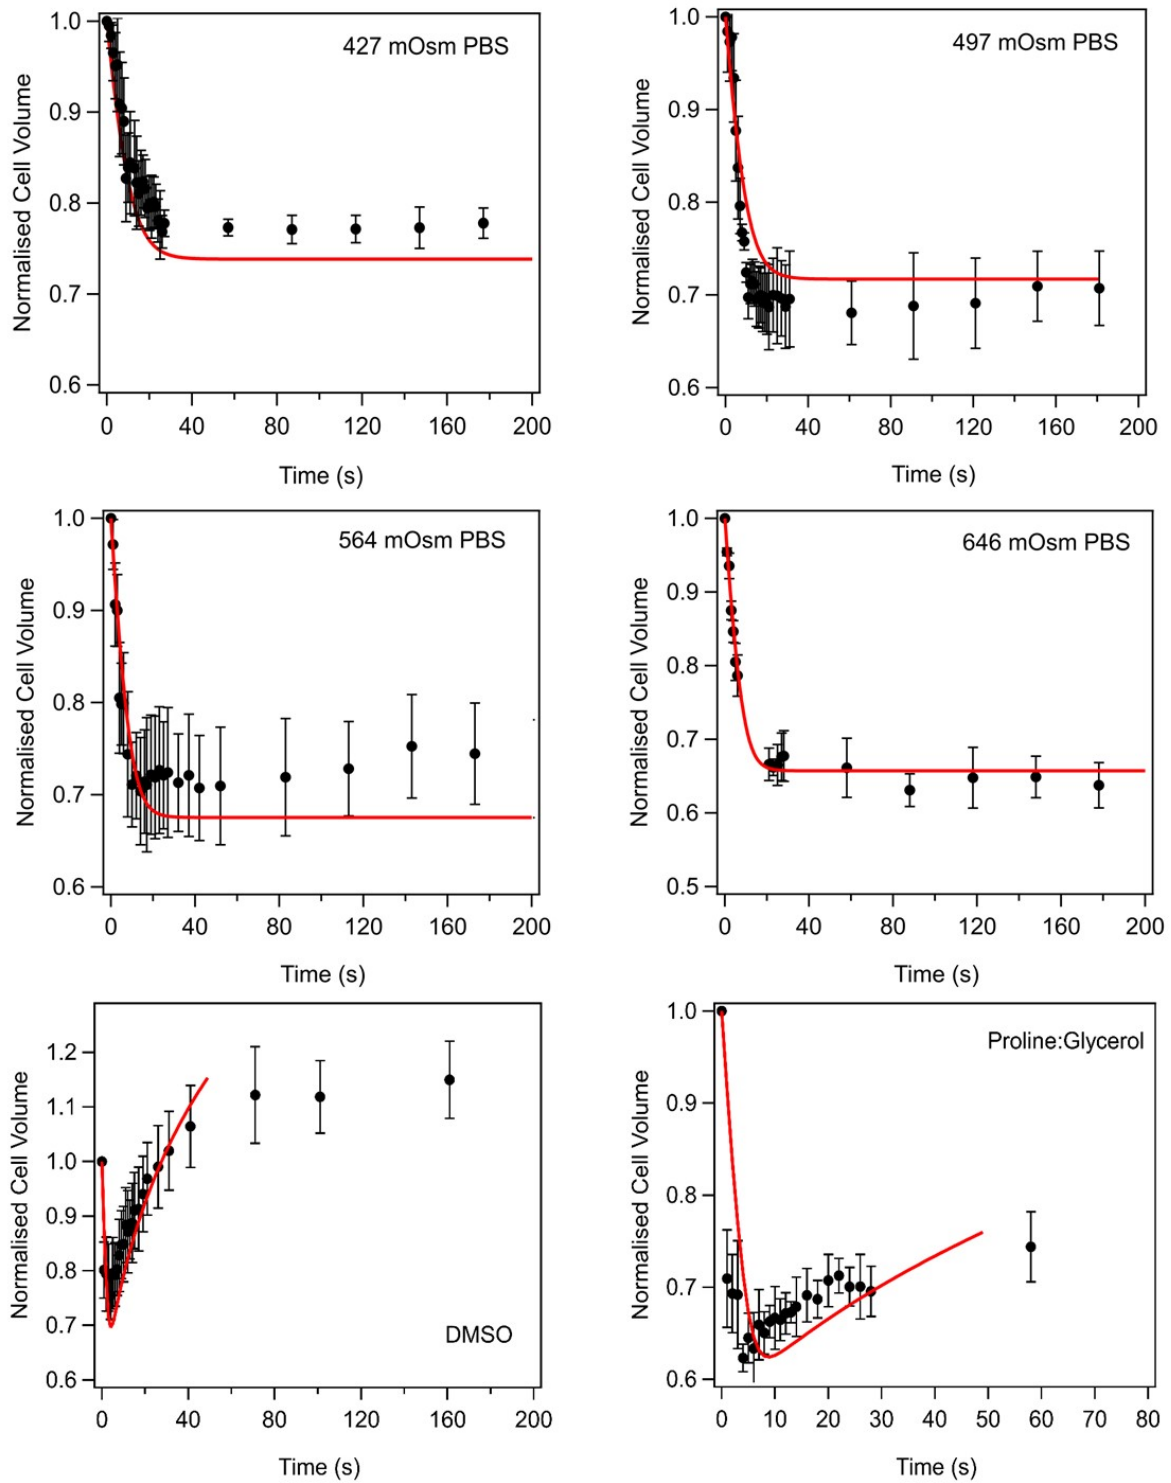 427 mOsm PBS
Normalised Cell Volume
1.0
0.9
0.8
0.7
0.6
0 40 80 120 160 200
Time (s)
497 mOsm PBS
Normalised Cell Volume
1.0
0.9
0.8
0.7
0.6
0 40 80 120 160 200
Time (s)
564 mOsm PBS
Normalised Cell Volume
1.0
0.9
0.8
0.7
0.6
0 40 80 120 160 200
Time (s)
646 mOsm PBS
Normalised Cell Volume
1.0
0.9
0.8
0.7
0.6
0.5
0 40 80 120 160 200
Time (s)
Normalised Cell Volume
1.2
1.1
1.0
0.9
0.8
0.7
0.6
DMSO
0 40 80 120 160 200
Time (s)
Proline:Glycerol
Normalised Cell Volume
1.0
0.9
0.8
0.7
0.6
0 10 20 30 40 50 60 70 80
Time (s)